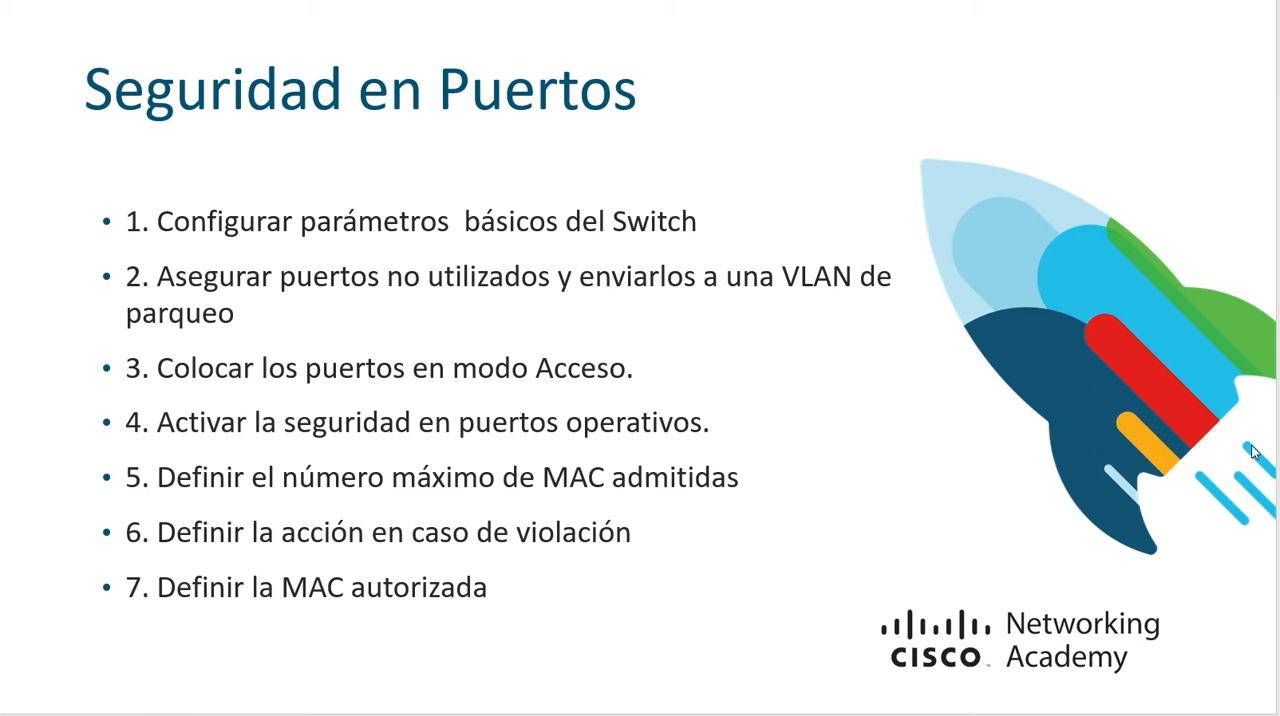 Seguridad en Puertos
• 1. Configurar parámetros  básicos del Switch
• 2. Asegurar puertos no utilizados y enviarlos a una VLAN de
parqueo
• 3. Colocar los puertos en modo Acceso.
• 4. Activar la seguridad en puertos operativos.
• 5. Definir el número máximo de MAC admitidas
• 6. Definir la acción en caso de violación
• 7. Definir la MAC autorizada
CISCO™ Networking
Academy